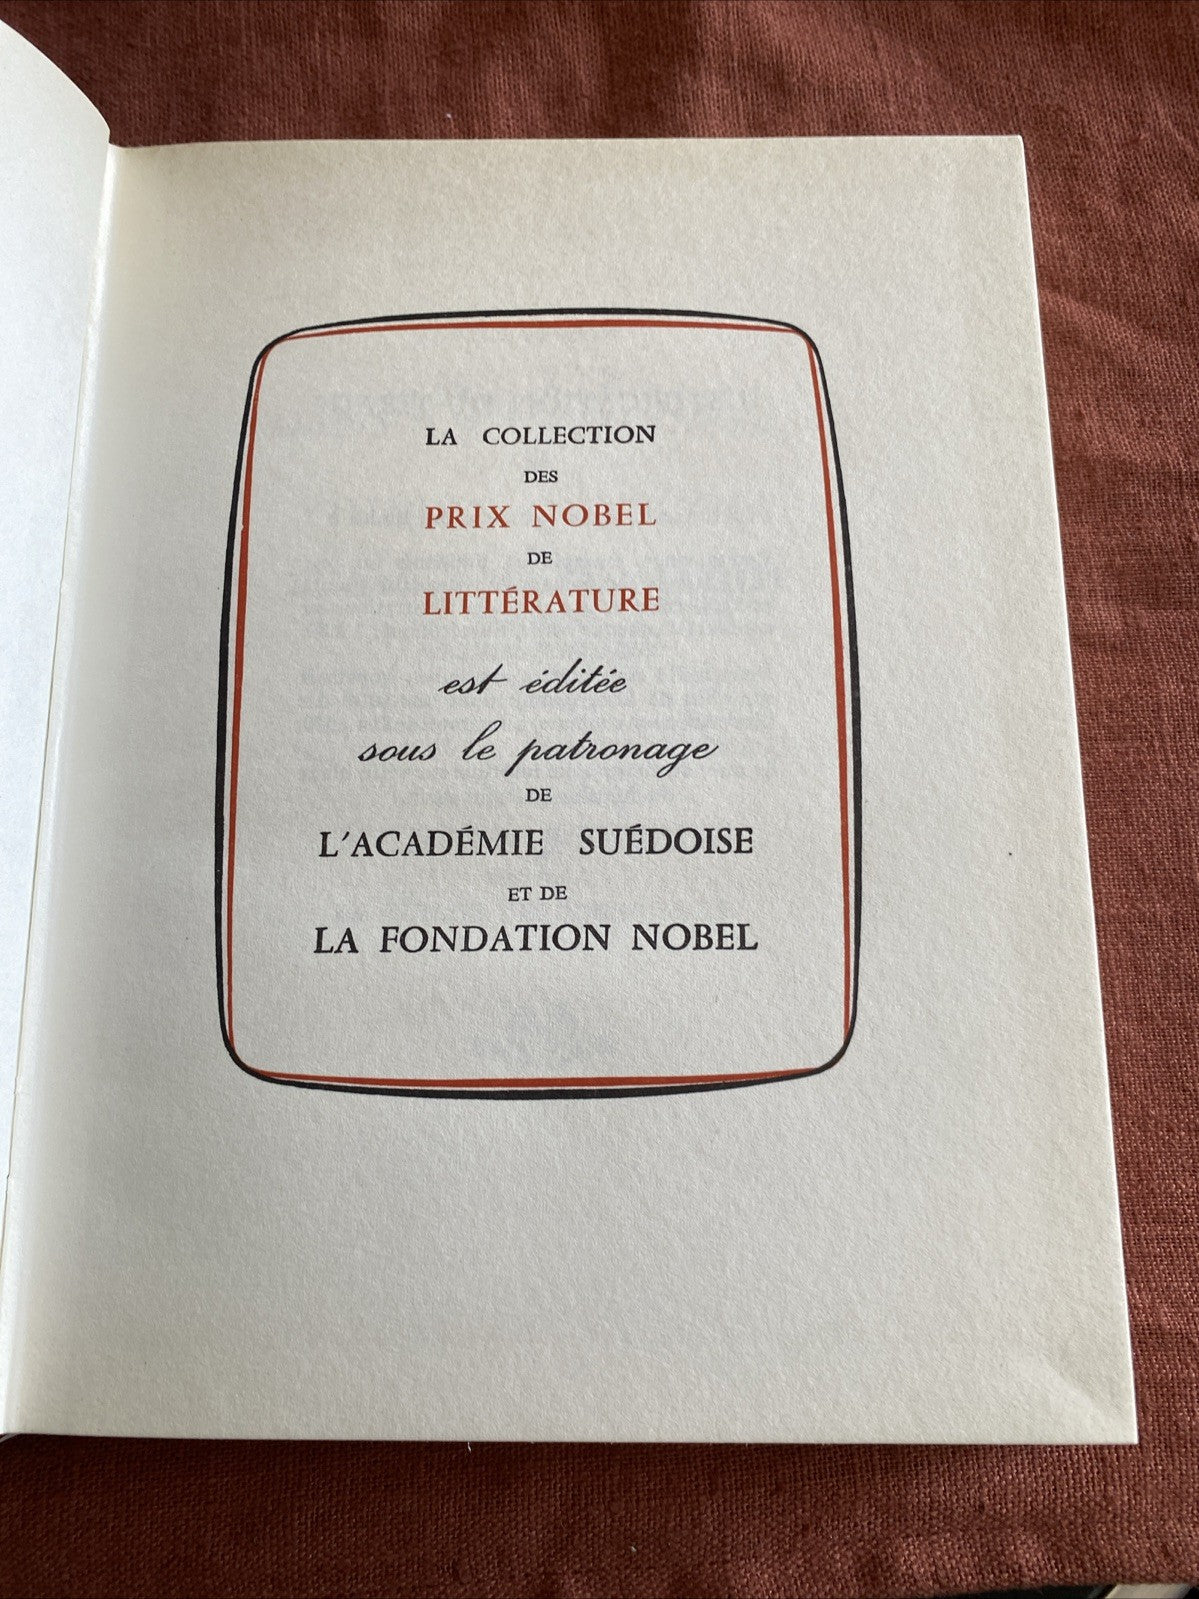 LA COLLECTION
DES
PRIX NOBEL
DE
LITTÉRATURE
est éditée
sous le patronage
DE
L'ACADÉMIE SUÉDOISE
ET DE
LA FONDATION NOBEL